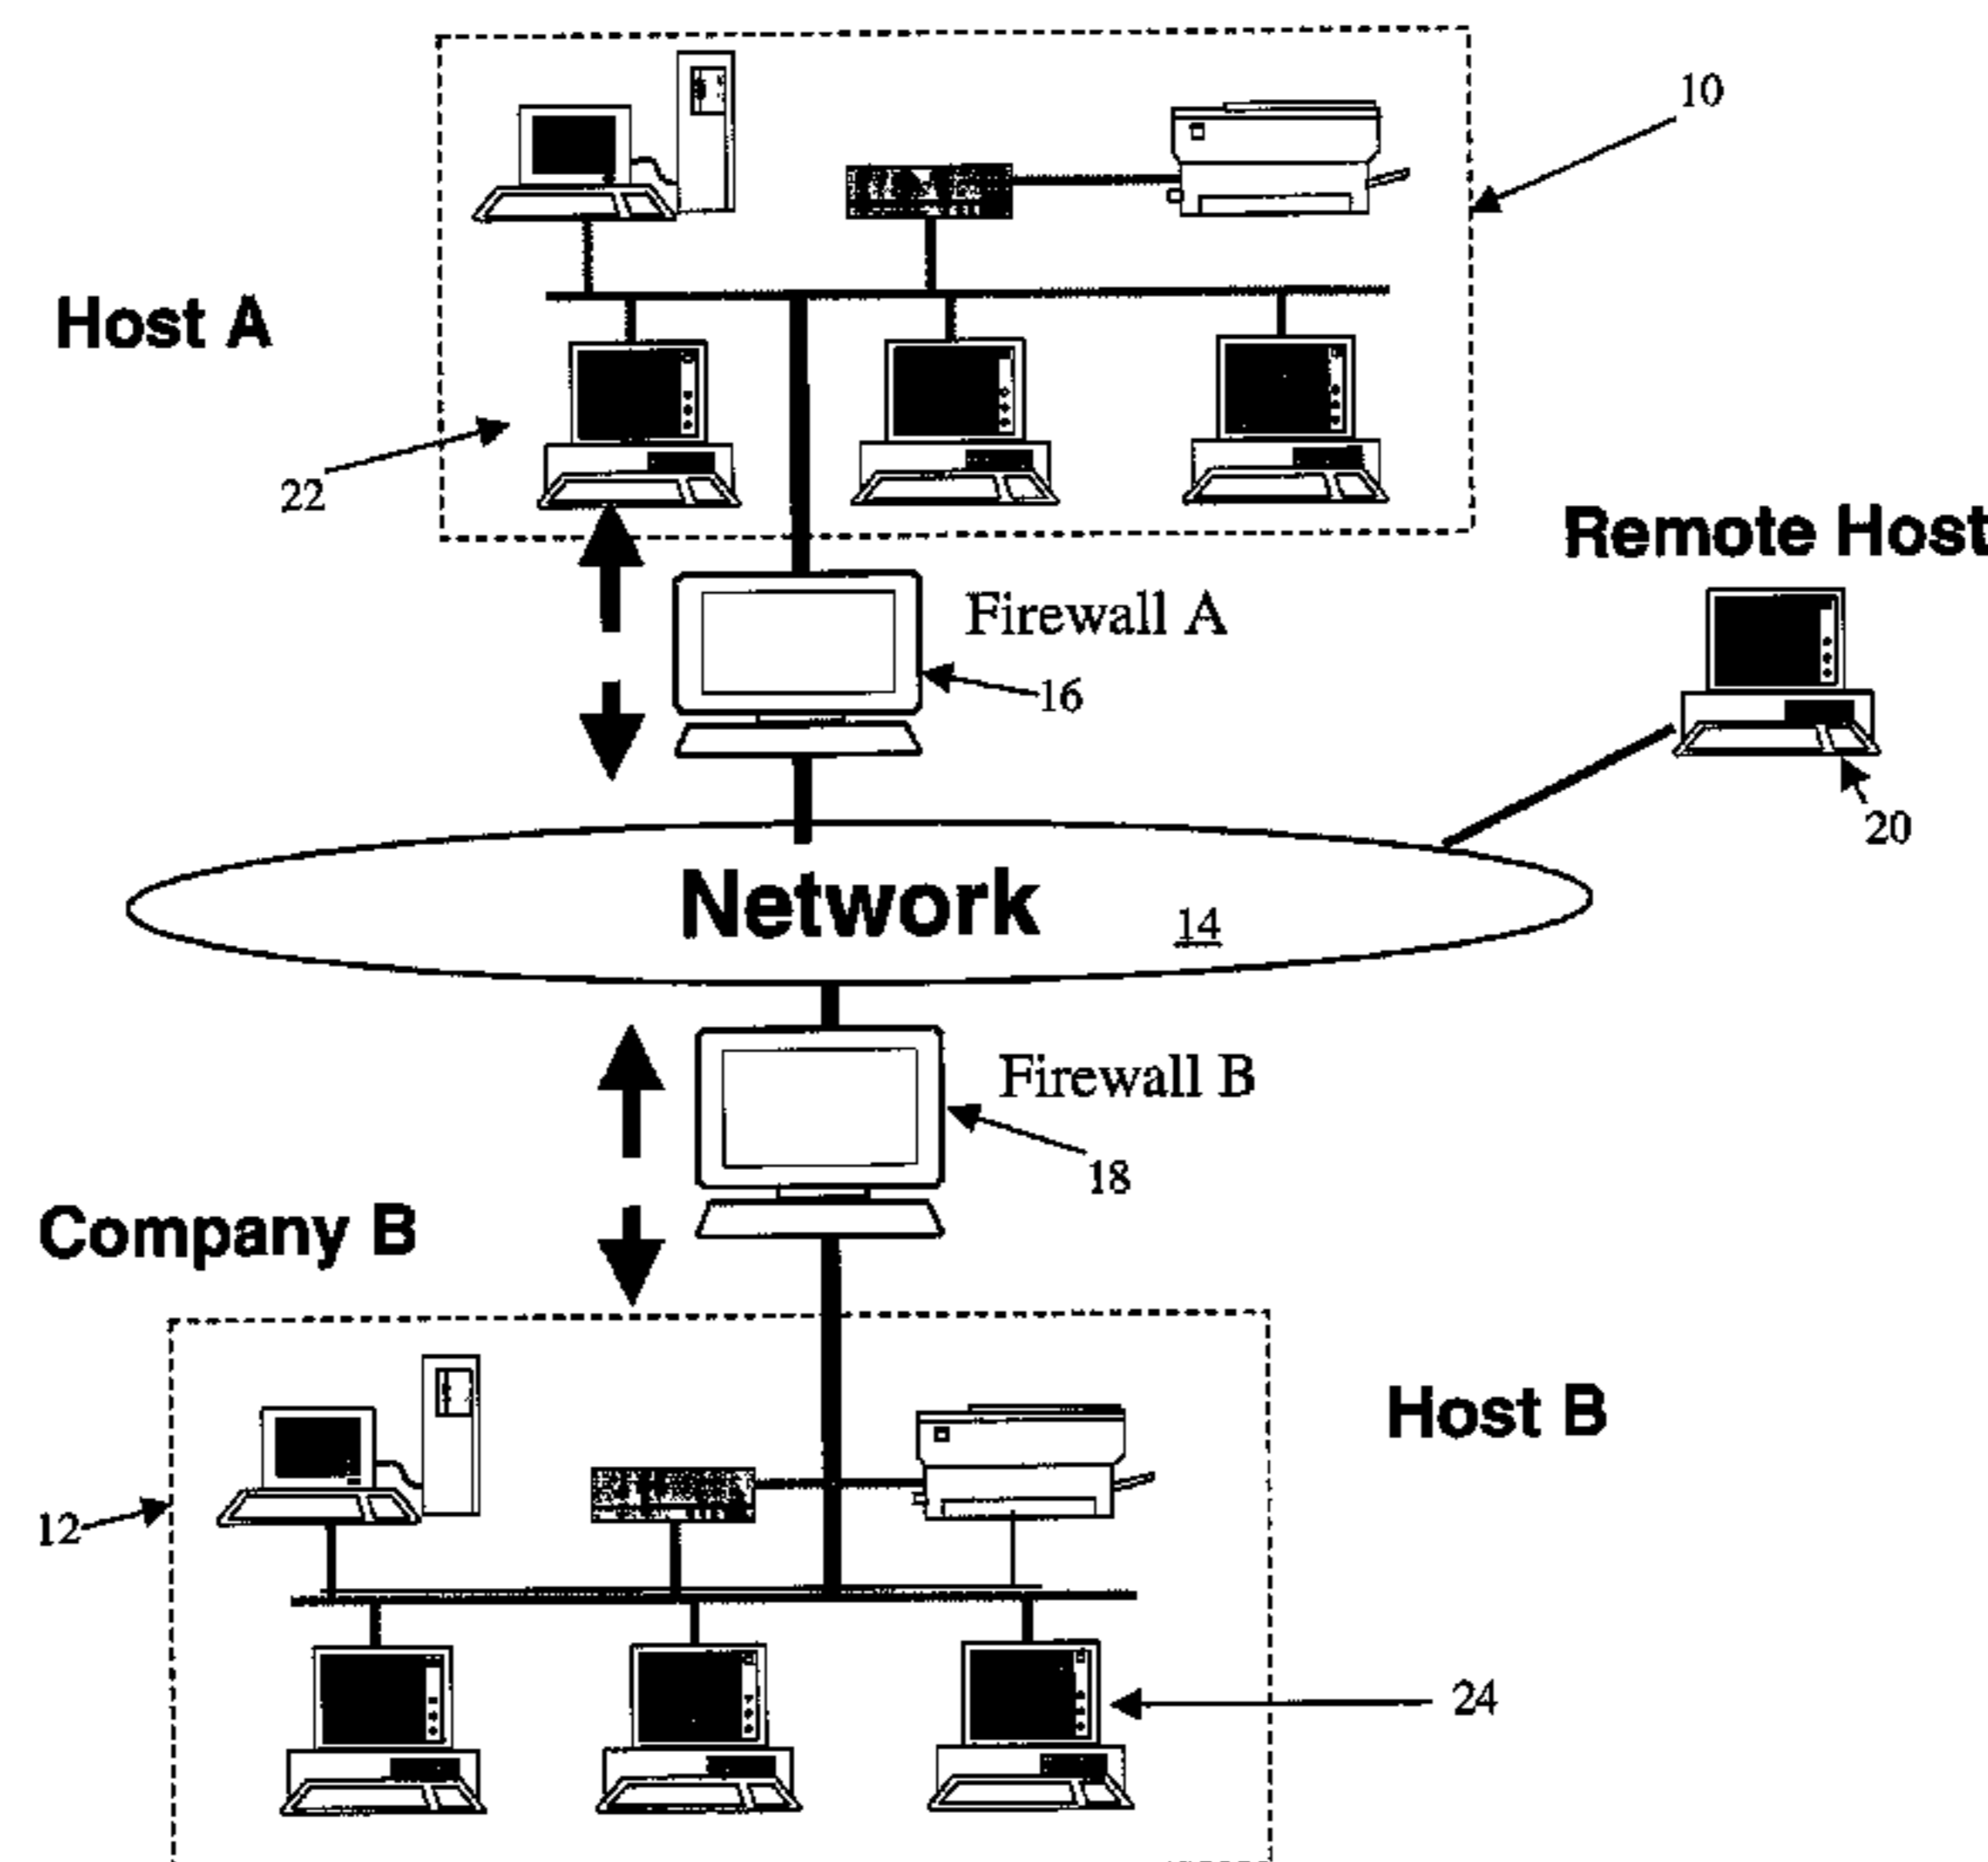 10
Host A
22
Remote Host
Firewall A
16
20
Network
14
Firewall B
18
Company B
Host B
12
24